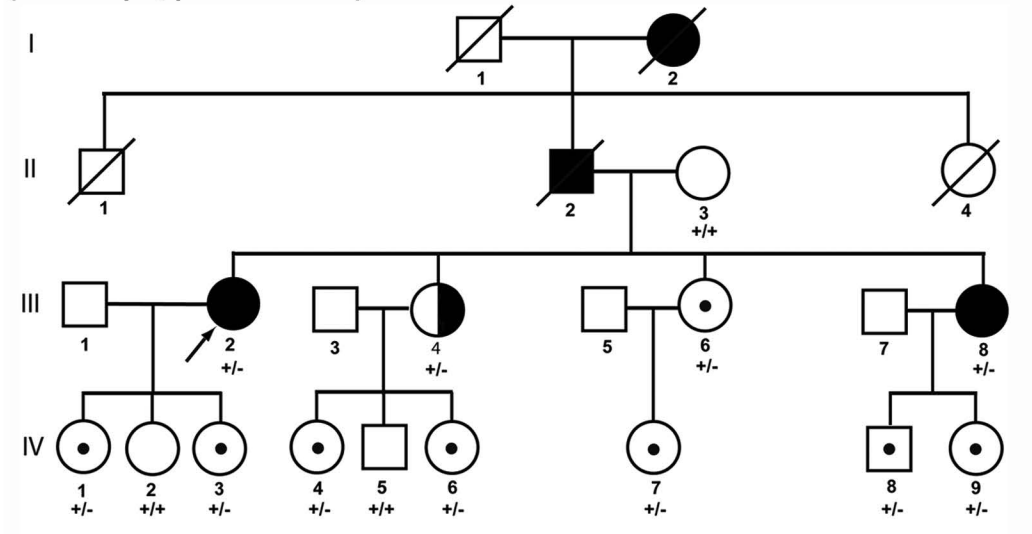 I
1 2
II
1 2 3 4
+/+
III
1 2 3 4 5 6 7 8
+/- +/- +/- +/-
IV
1 2 3 4 5 6 7 8 9
+/- +/+ +/- +/- +/+ +/- +/- +/- +/-